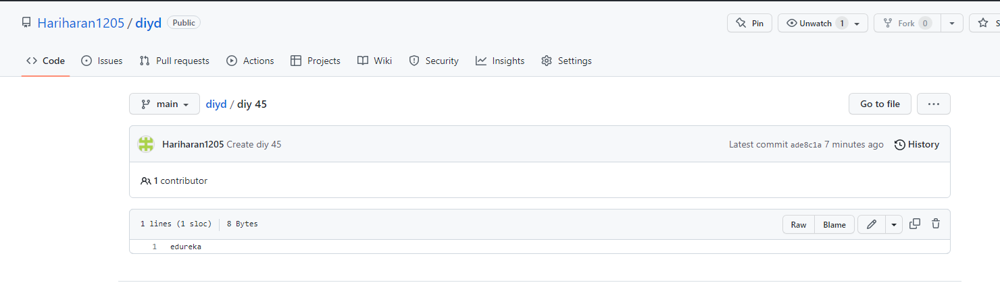 Hariharan1205 / diyd Public Pin Unwatch 1 Fork 0 S
Code Issues Pull requests Actions Projects Wiki Security Insights Settings
main diyd / diy 45 Go to file ...
Hariharan1205 Create diy 45 Latest commit ade8c1a 7 minutes ago History
1 contributor
1 lines (1 sloc) 8 Bytes Raw Blame
1 edureka